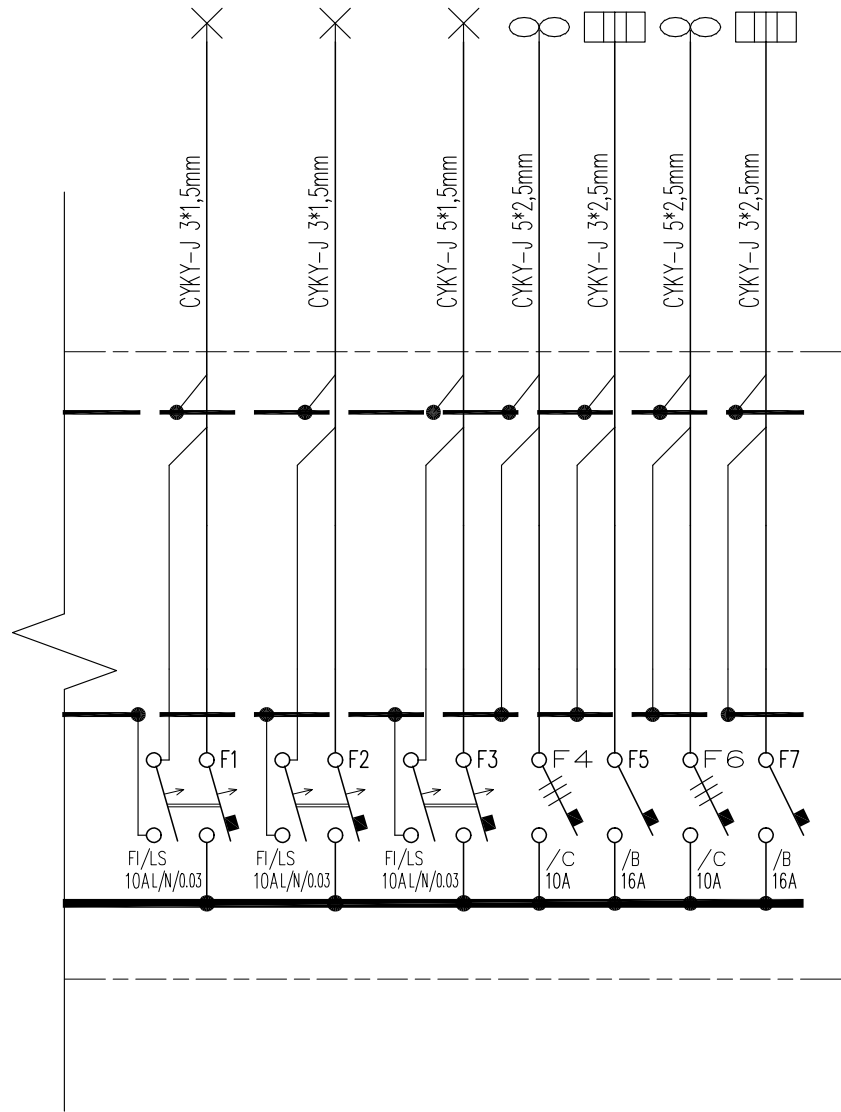 CYKY-J 3*1,5mm
CYKY-J 3*1,5mm
CYKY-J 5*1,5mm
CYKY-J 5*2,5mm
CYKY-J 3*2,5mm
CYKY-J 5*2,5mm
CYKY-J 3*2,5mm
F1
F2
F3
F4
F5
F6
F7
FI/LS
10AL/N/0.03
FI/LS
10AL/N/0.03
FI/LS
10AL/N/0.03
/C
10A
/B
16A
/C
10A
/B
16A